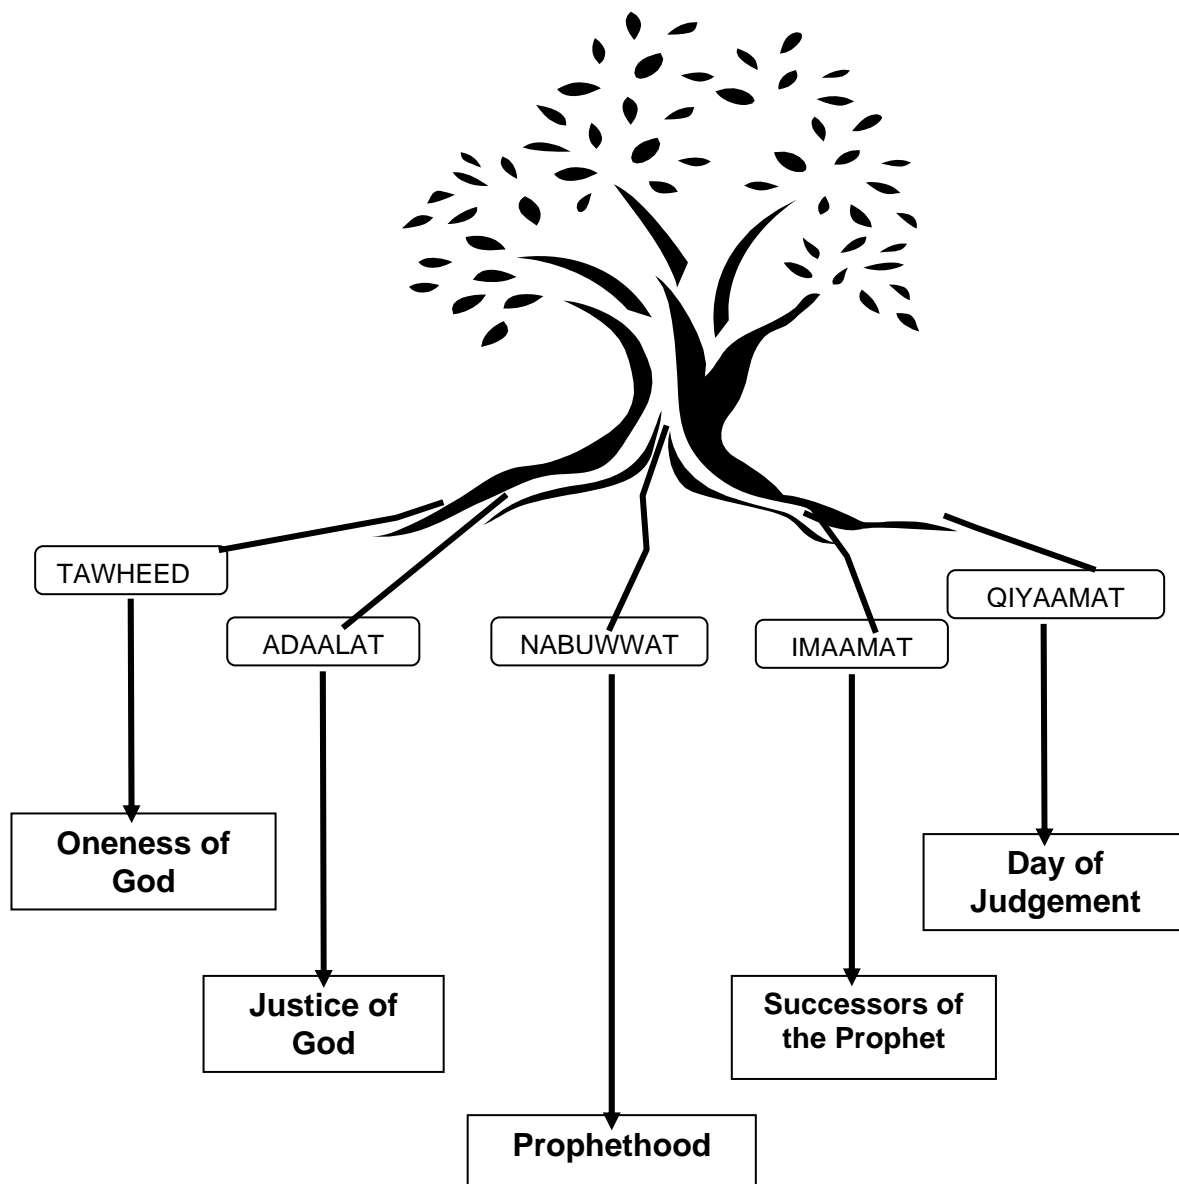 TAWHEED
ADAALAT
NABUWWAT
IMAAMAT
QIYAAMAT
Oneness of
God
Justice of
God
Prophethood
Successors of
the Prophet
Day of
Judgement